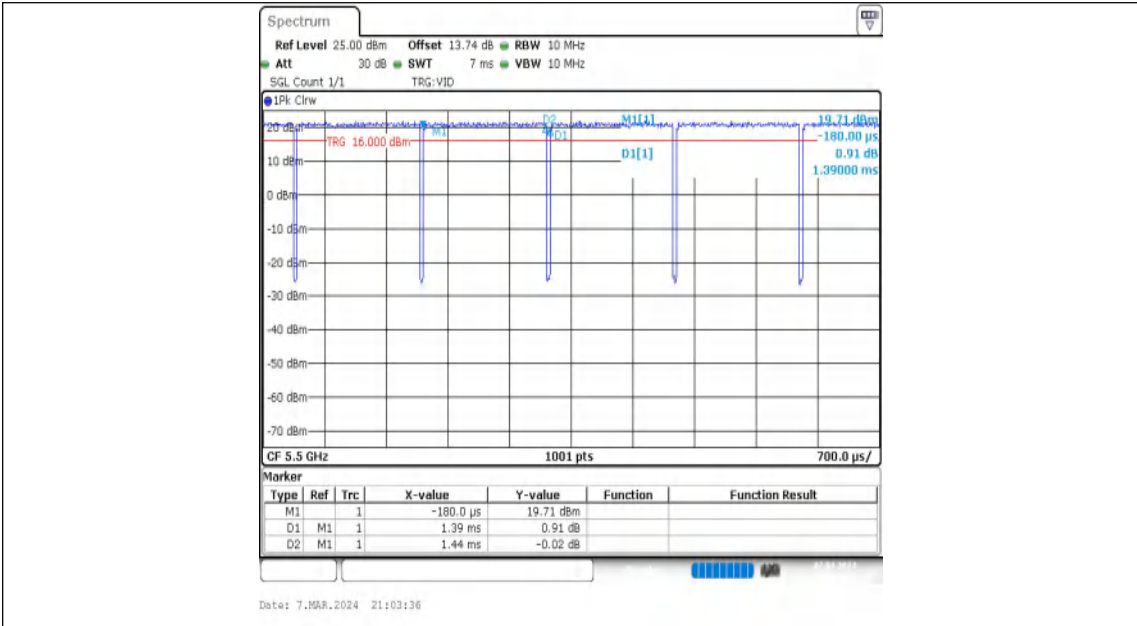 Spectrum
Ref Level 25.00 dBm Offset 13.74 dB RBW 10 MHz
Att 30 dB SWT 7 ms VBW 10 MHz
SGL Count 1/1 TRG:VID
1Pk Clrw
D2 M1[1] 19.71 dBm
20 dBm M1 D1 -180.00 µs
TRG 16.000 dBm
D1[1] 0.91 dB
10 dBm
1.39000 ms
0 dBm
-10 dBm
-20 dBm
-30 dBm
-40 dBm
-50 dBm
-60 dBm
-70 dBm
CF 5.5 GHz 1001 pts 700.0 µs/
Marker
Type Ref Trc X-value Y-value Function Function Result
M1 1 -180.0 µs 19.71 dBm
D1 M1 1 1.39 ms 0.91 dB
D2 M1 1 1.44 ms -0.02 dB
Date: 7.MAR.2024 21:03:36